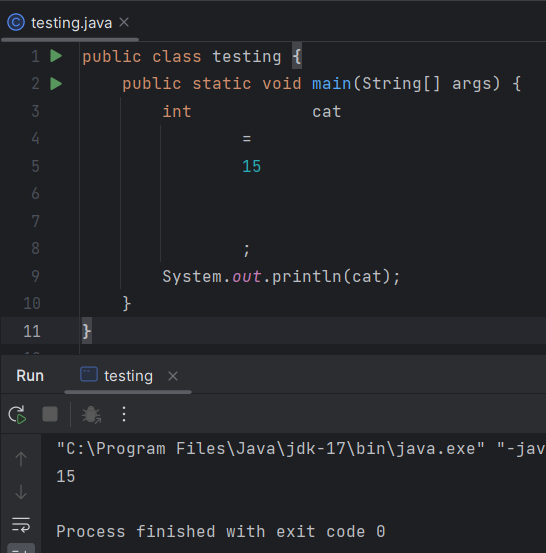 testing.java
1 public class testing {
2 public static void main(String[] args) {
3 int cat
4 =
5 15
6
7
8 ;
9 System.out.println(cat);
10 }
11 }
Run testing
"C:\Program Files\Java\jdk-17\bin\java.exe" "-jav
15
Process finished with exit code 0